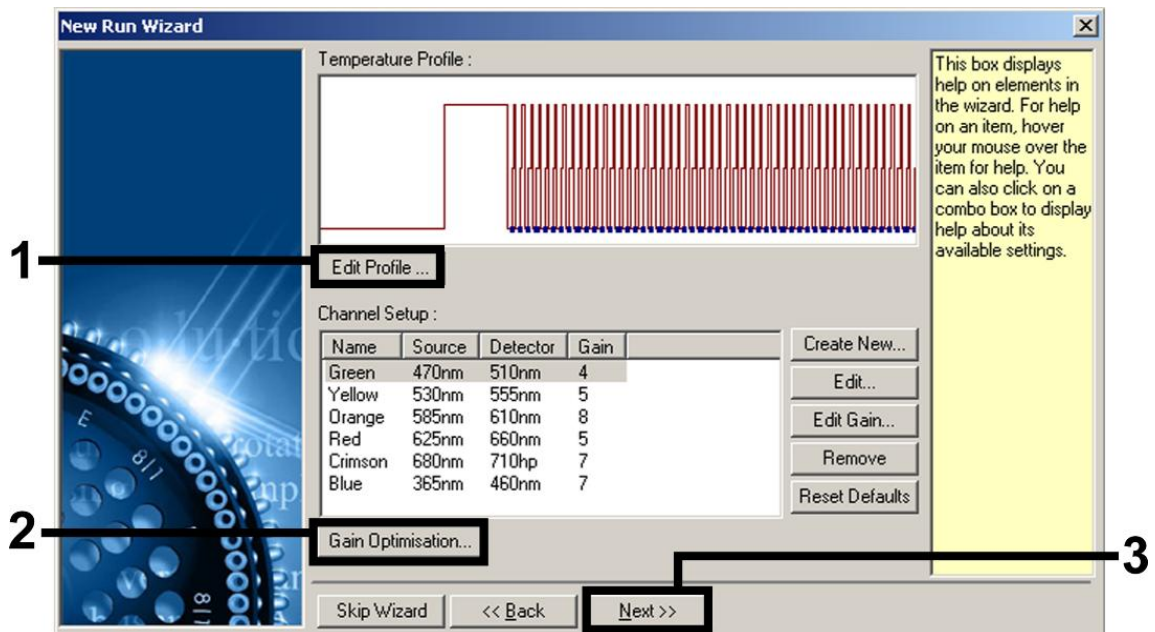 New Run Wizard
Temperature Profile :
This box displays
help on elements in
the wizard. For help
on an item, hover
your mouse over the
item for help. You
can also click on a
combo box to display
help about its
available settings.
1
Edit Profile ...
Channel Setup :
Name Source Detector Gain
Green 470nm 510nm 4
Yellow 530nm 555nm 5
Orange 585nm 610nm 8
Red 625nm 660nm 5
Crimson 680nm 710hp 7
Blue 365nm 460nm 7
Create New...
Edit...
Edit Gain...
Remove
Reset Defaults
2
Gain Optimisation...
3
Skip Wizard
<< Back
Next >>
E
8|1
8|1